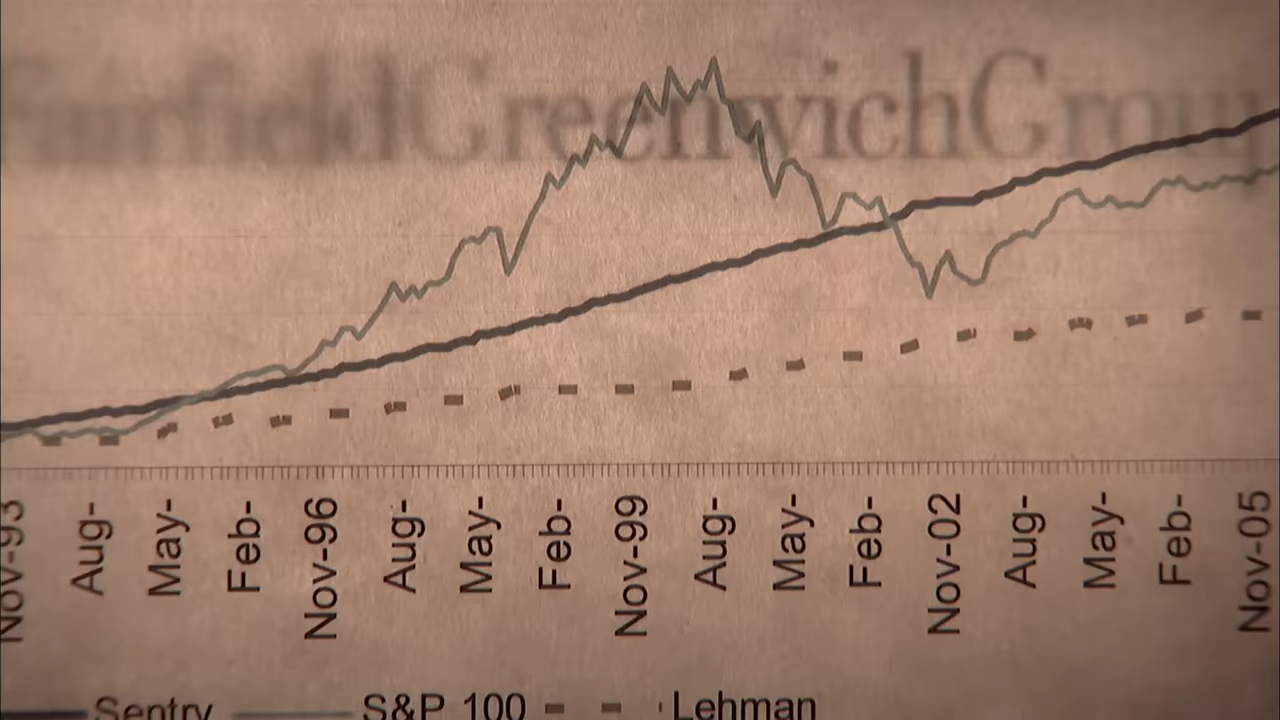 FairfieldGreenwichGroup
Nov-93 Aug- May- Feb- Nov-96 Aug- May- Feb- Nov-99 Aug- May- Feb- Nov-02 Aug- May- Feb- Nov-05
Sentry S&P 100 Lehman